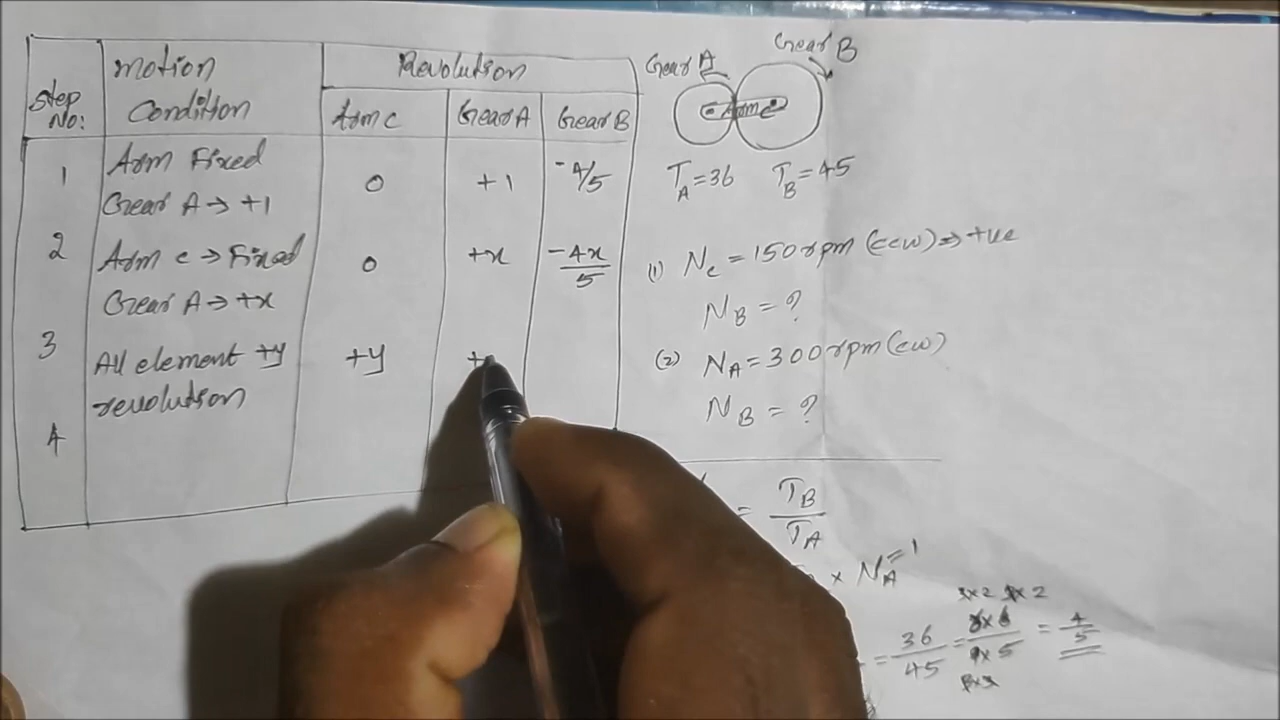 Step No:
Motion Condition
Revolution
Arm C
Gear A
Gear B
1
Arm Fixed
Gear A → +1
0
+1
-4/5
2
Arm c → Fixed
Gear A → +x
0
+x
-4x/5
3
All element +y
revolution
+y
+
4
Gear A
Gear B
Arm c
T_A = 36 T_B = 45
(1) N_c = 150 rpm (ccw) ⇒ +ve
N_B = ?
(2) N_A = 300 rpm (cw)
N_B = ?
= T_B/T_A
× N_A = 1
= 36/45 = = 4/5